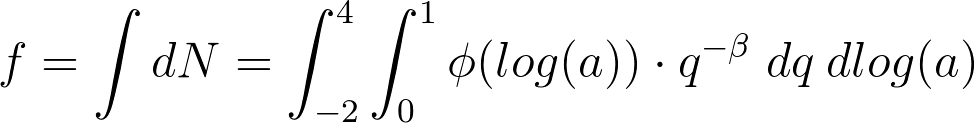 f = ∫ dN = ∫_{-2}^{4} ∫_{0}^{1} ϕ(log(a)) · q^{-β} dq dlog(a)